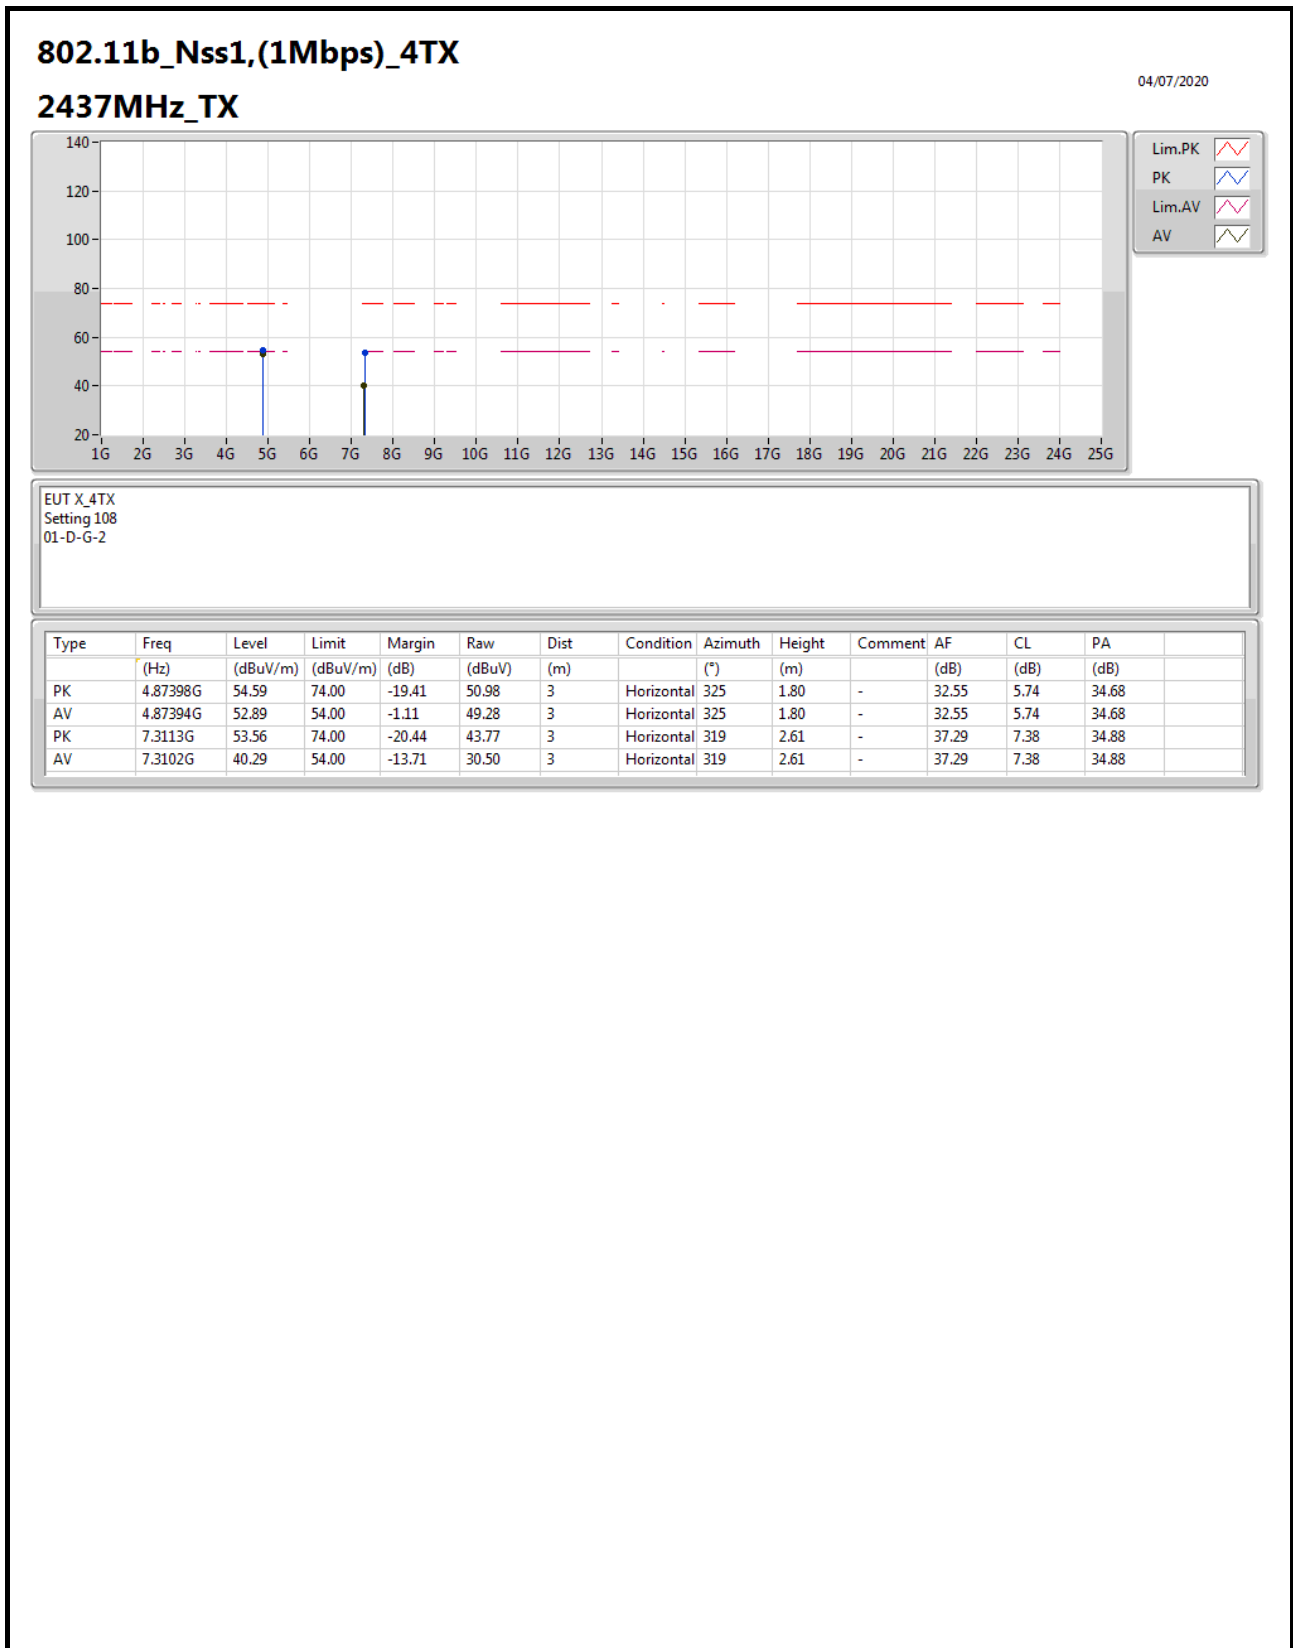 802.11b_Nss1,(1Mbps)_4TX
04/07/2020
2437MHz_TX
140
120
100
80
60
40
20
1G 2G 3G 4G 5G 6G 7G 8G 9G 10G 11G 12G 13G 14G 15G 16G 17G 18G 19G 20G 21G 22G 23G 24G 25G
Lim.PK
PK
Lim.AV
AV
EUT X_4TX
Setting 108
01-D-G-2
Type Freq Level Limit Margin Raw Dist Condition Azimuth Height Comment AF CL PA
(Hz) (dBuV/m) (dBuV/m) (dB) (dBuV) (m) (°) (m) (dB) (dB) (dB)
PK 4.87398G 54.59 74.00 -19.41 50.98 3 Horizontal 325 1.80 - 32.55 5.74 34.68
AV 4.87394G 52.89 54.00 -1.11 49.28 3 Horizontal 325 1.80 - 32.55 5.74 34.68
PK 7.3113G 53.56 74.00 -20.44 43.77 3 Horizontal 319 2.61 - 37.29 7.38 34.88
AV 7.3102G 40.29 54.00 -13.71 30.50 3 Horizontal 319 2.61 - 37.29 7.38 34.88